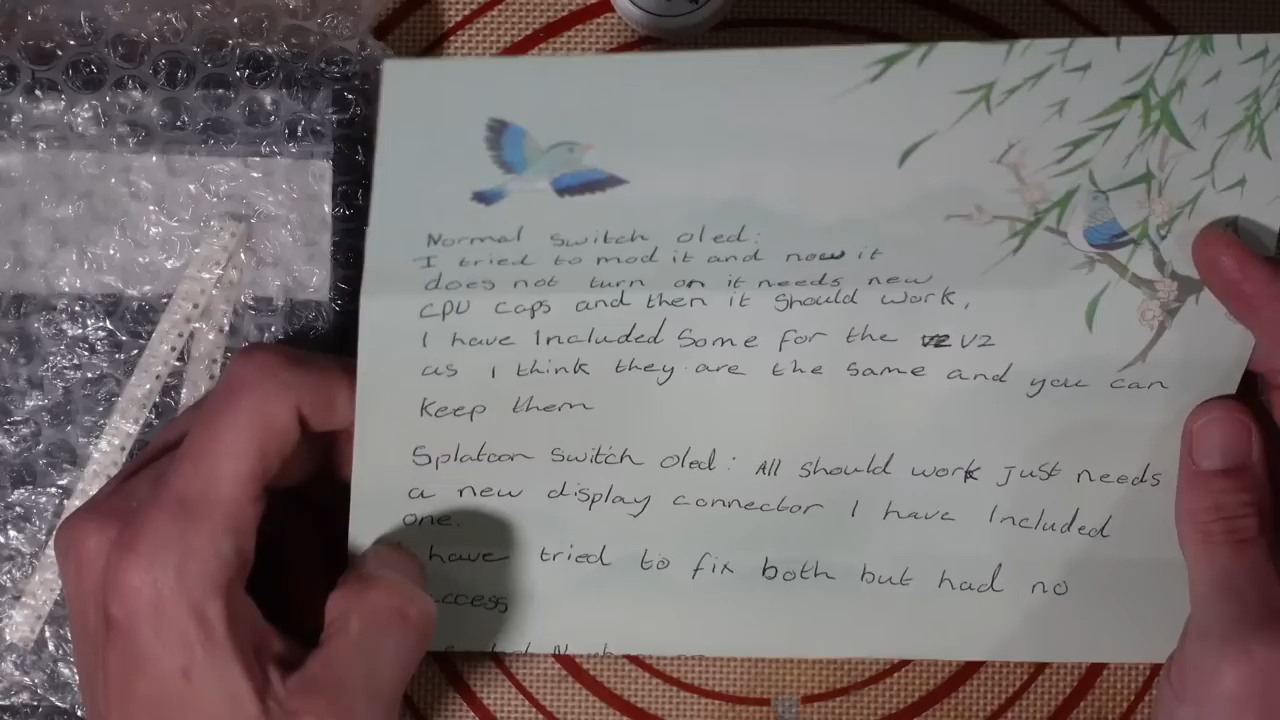 Normal Switch oled:
I tried to mod it and now it
does not turn on it needs new
CPU caps and then it should work,
I have Included Some for the V2
as I think they are the same and you can
keep them
Splatoon Switch oled: All should work just needs
a new display connector I have Included
one.
have tried to fix both but had no